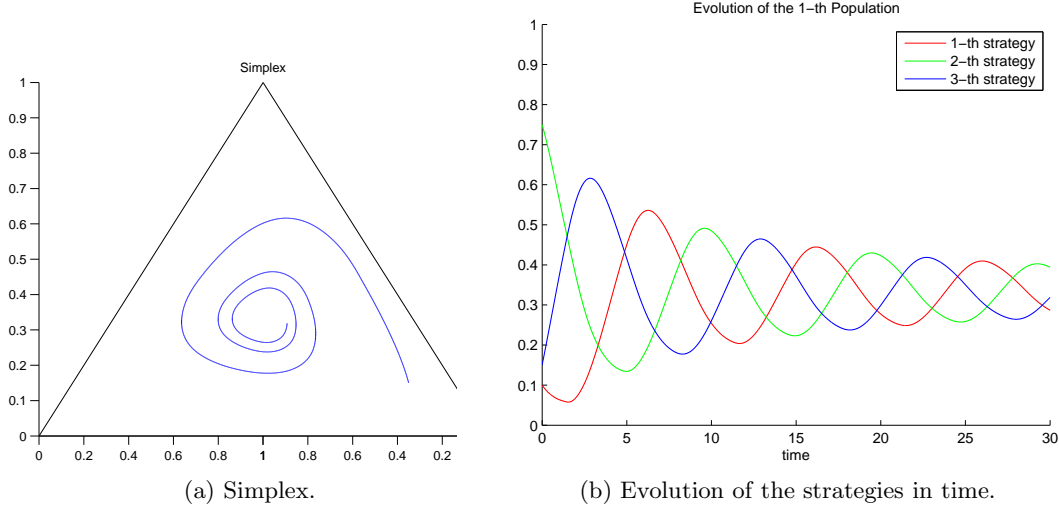 Simplex
1
0.9
0.8
0.7
0.6
0.5
0.4
0.3
0.2
0.1
0
0 0.2 0.4 0.6 0.8 1 0.8 0.6 0.4 0.2
(a) Simplex.
Evolution of the 1−th Population
1−th strategy
2−th strategy
3−th strategy
1
0.9
0.8
0.7
0.6
0.5
0.4
0.3
0.2
0.1
0
0 5 10 15 20 25 30
time
(b) Evolution of the strategies in time.